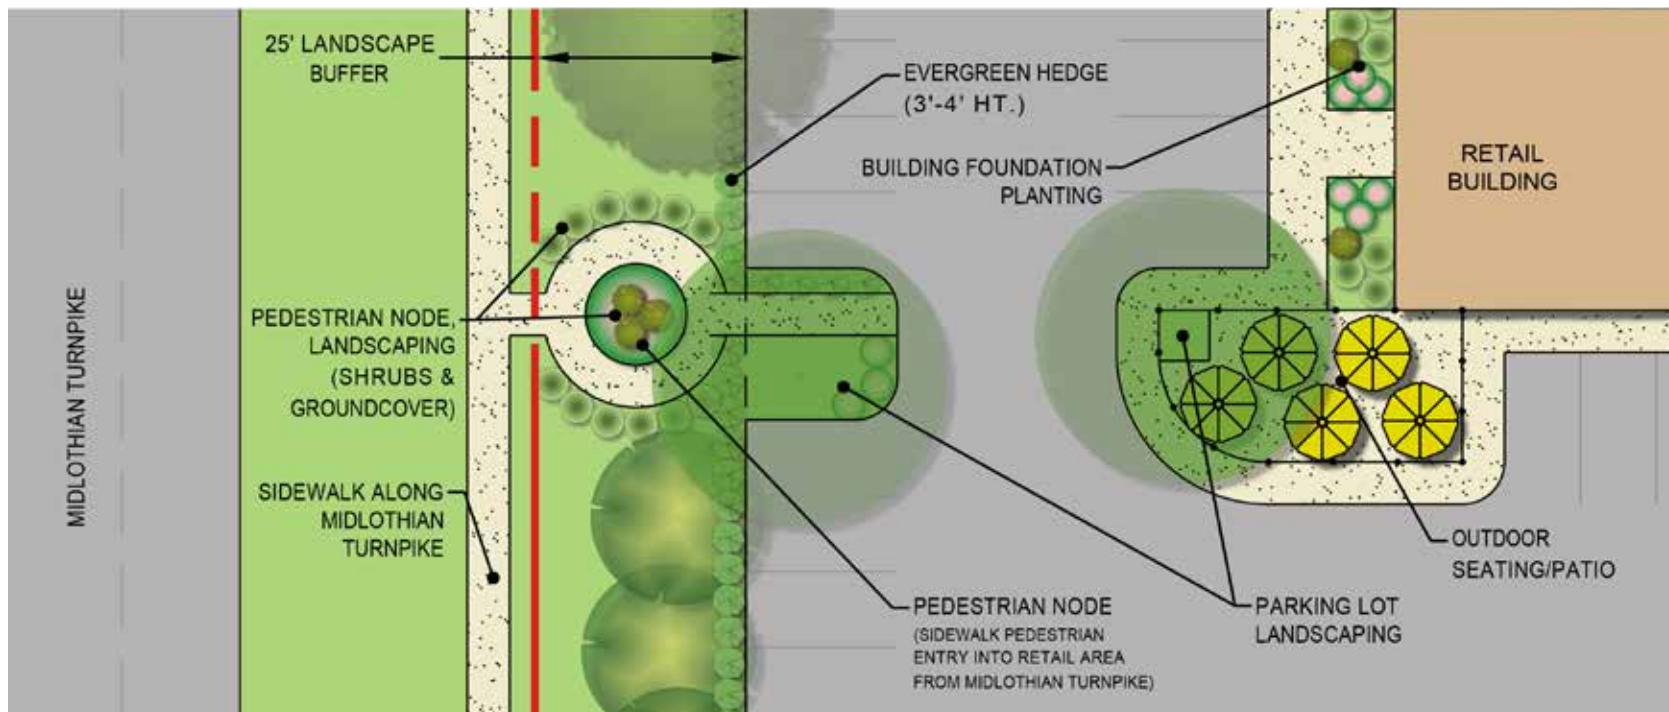 25' LANDSCAPE
BUFFER
EVERGREEN HEDGE
(3'-4' HT.)
BUILDING FOUNDATION
PLANTING
RETAIL
BUILDING
MIDLOTHIAN TURNPIKE
PEDESTRIAN NODE,
LANDSCAPING
(SHRUBS &
GROUNDCOVER)
SIDEWALK ALONG
MIDLOTHIAN
TURNPIKE
PEDESTRIAN NODE
(SIDEWALK PEDESTRIAN
ENTRY INTO RETAIL AREA
FROM MIDLOTHIAN TURNPIKE)
PARKING LOT
LANDSCAPING
OUTDOOR
SEATING/PATIO